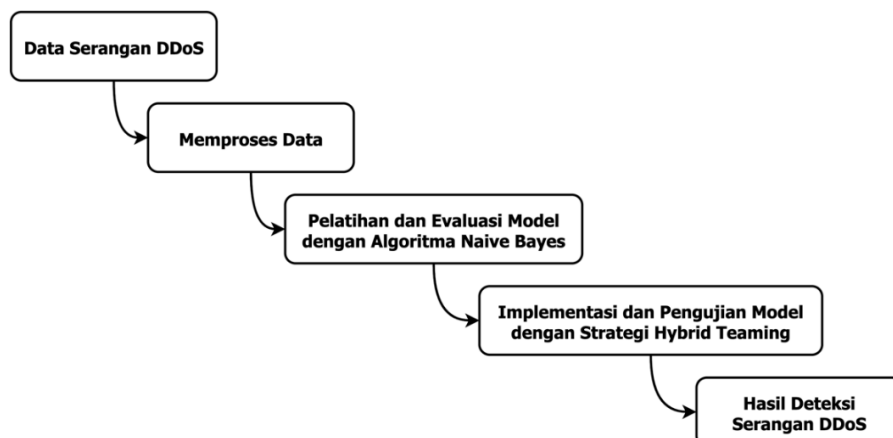 Data Serangan DDoS
Memproses Data
Pelatihan dan Evaluasi Model
dengan Algoritma Naive Bayes
Implementasi dan Pengujian Model
dengan Strategi Hybrid Teaming
Hasil Deteksi
Serangan DDoS